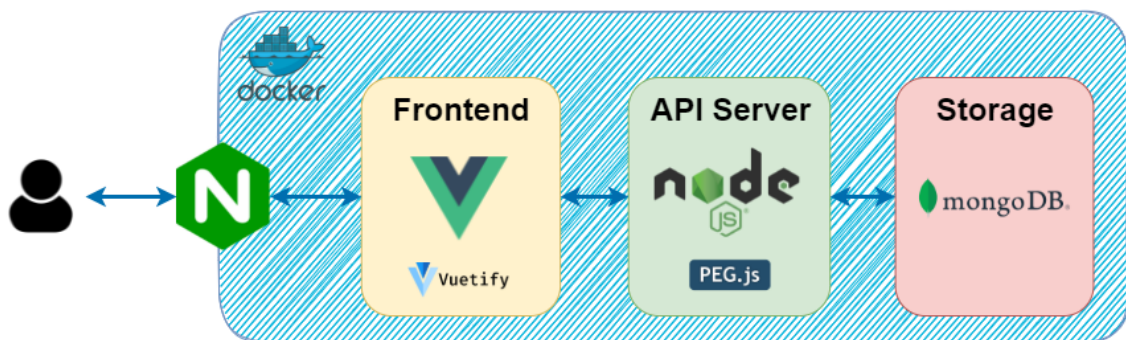 docker
Frontend
API Server
Storage
N
node
JS
mongoDB.
Vuetify
PEG.js